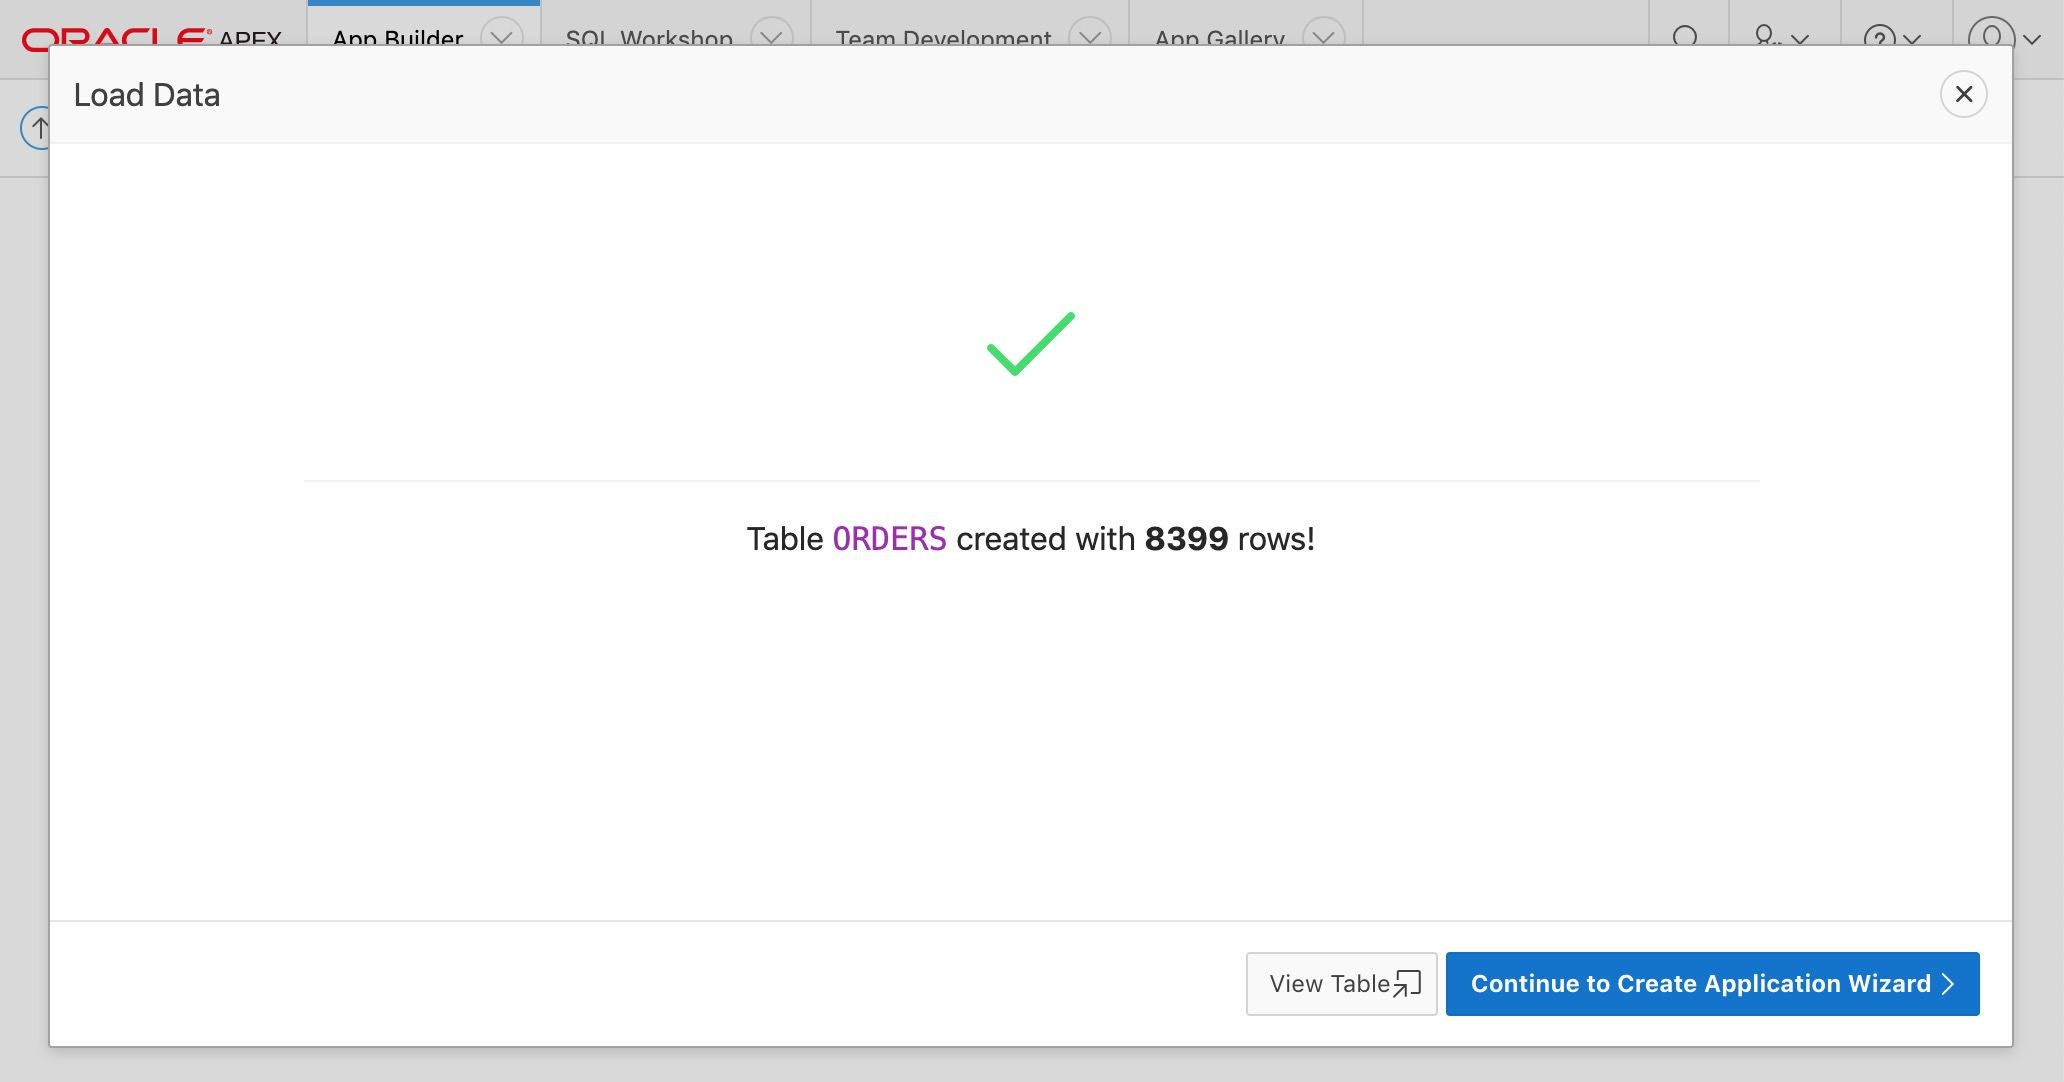 ORACLE APEX
App Builder
SQL Workshop
Team Development
App Gallery
Load Data
Table ORDERS created with 8399 rows!
View Table
Continue to Create Application Wizard